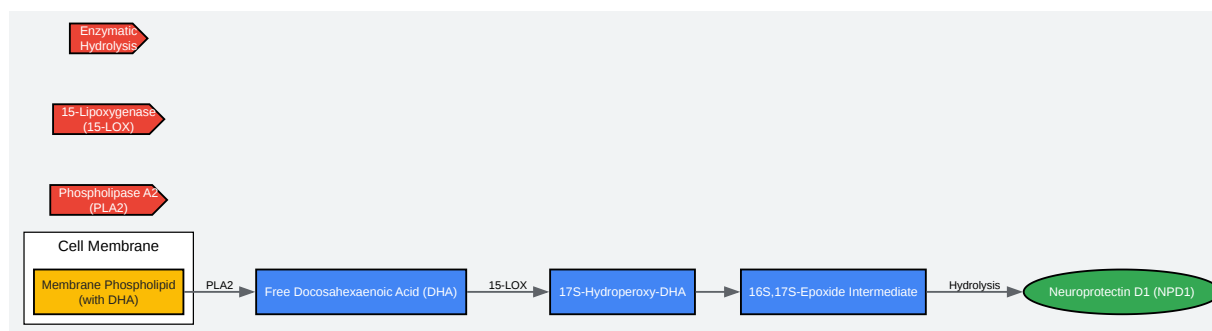 Enzymatic
Hydrolysis
15-Lipoxygenase
(15-LOX)
Phospholipase A2
(PLA2)
Cell Membrane
Membrane Phospholipid
(with DHA)
PLA2
Free Docosahexaenoic Acid (DHA)
15-LOX
17S-Hydroperoxy-DHA
16S,17S-Epoxide Intermediate
Hydrolysis
Neuroprotectin D1 (NPD1)